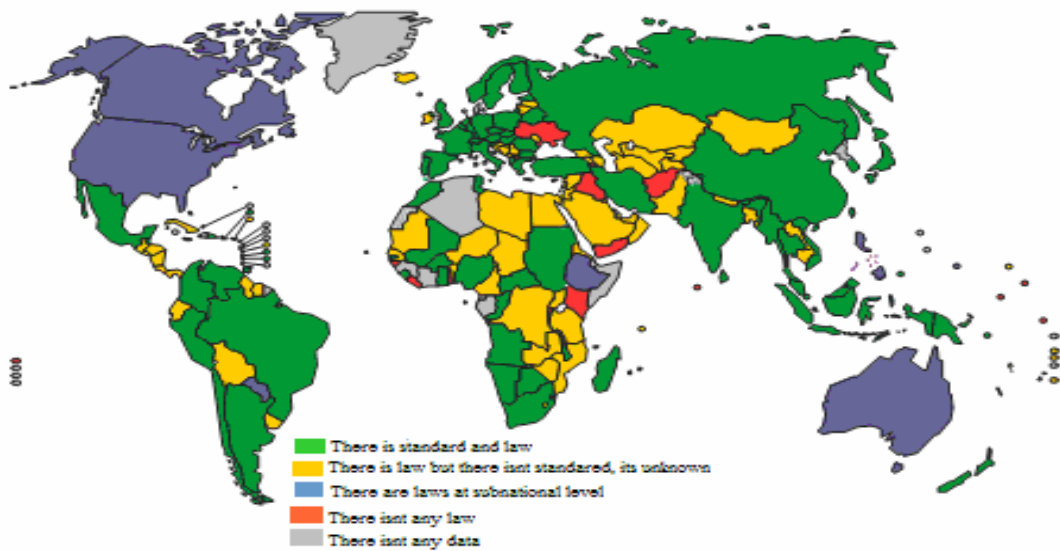 There is standard and law
There is law but there isnt standared, its unknown
There are laws at subnational level
There isnt any law
There isnt any data